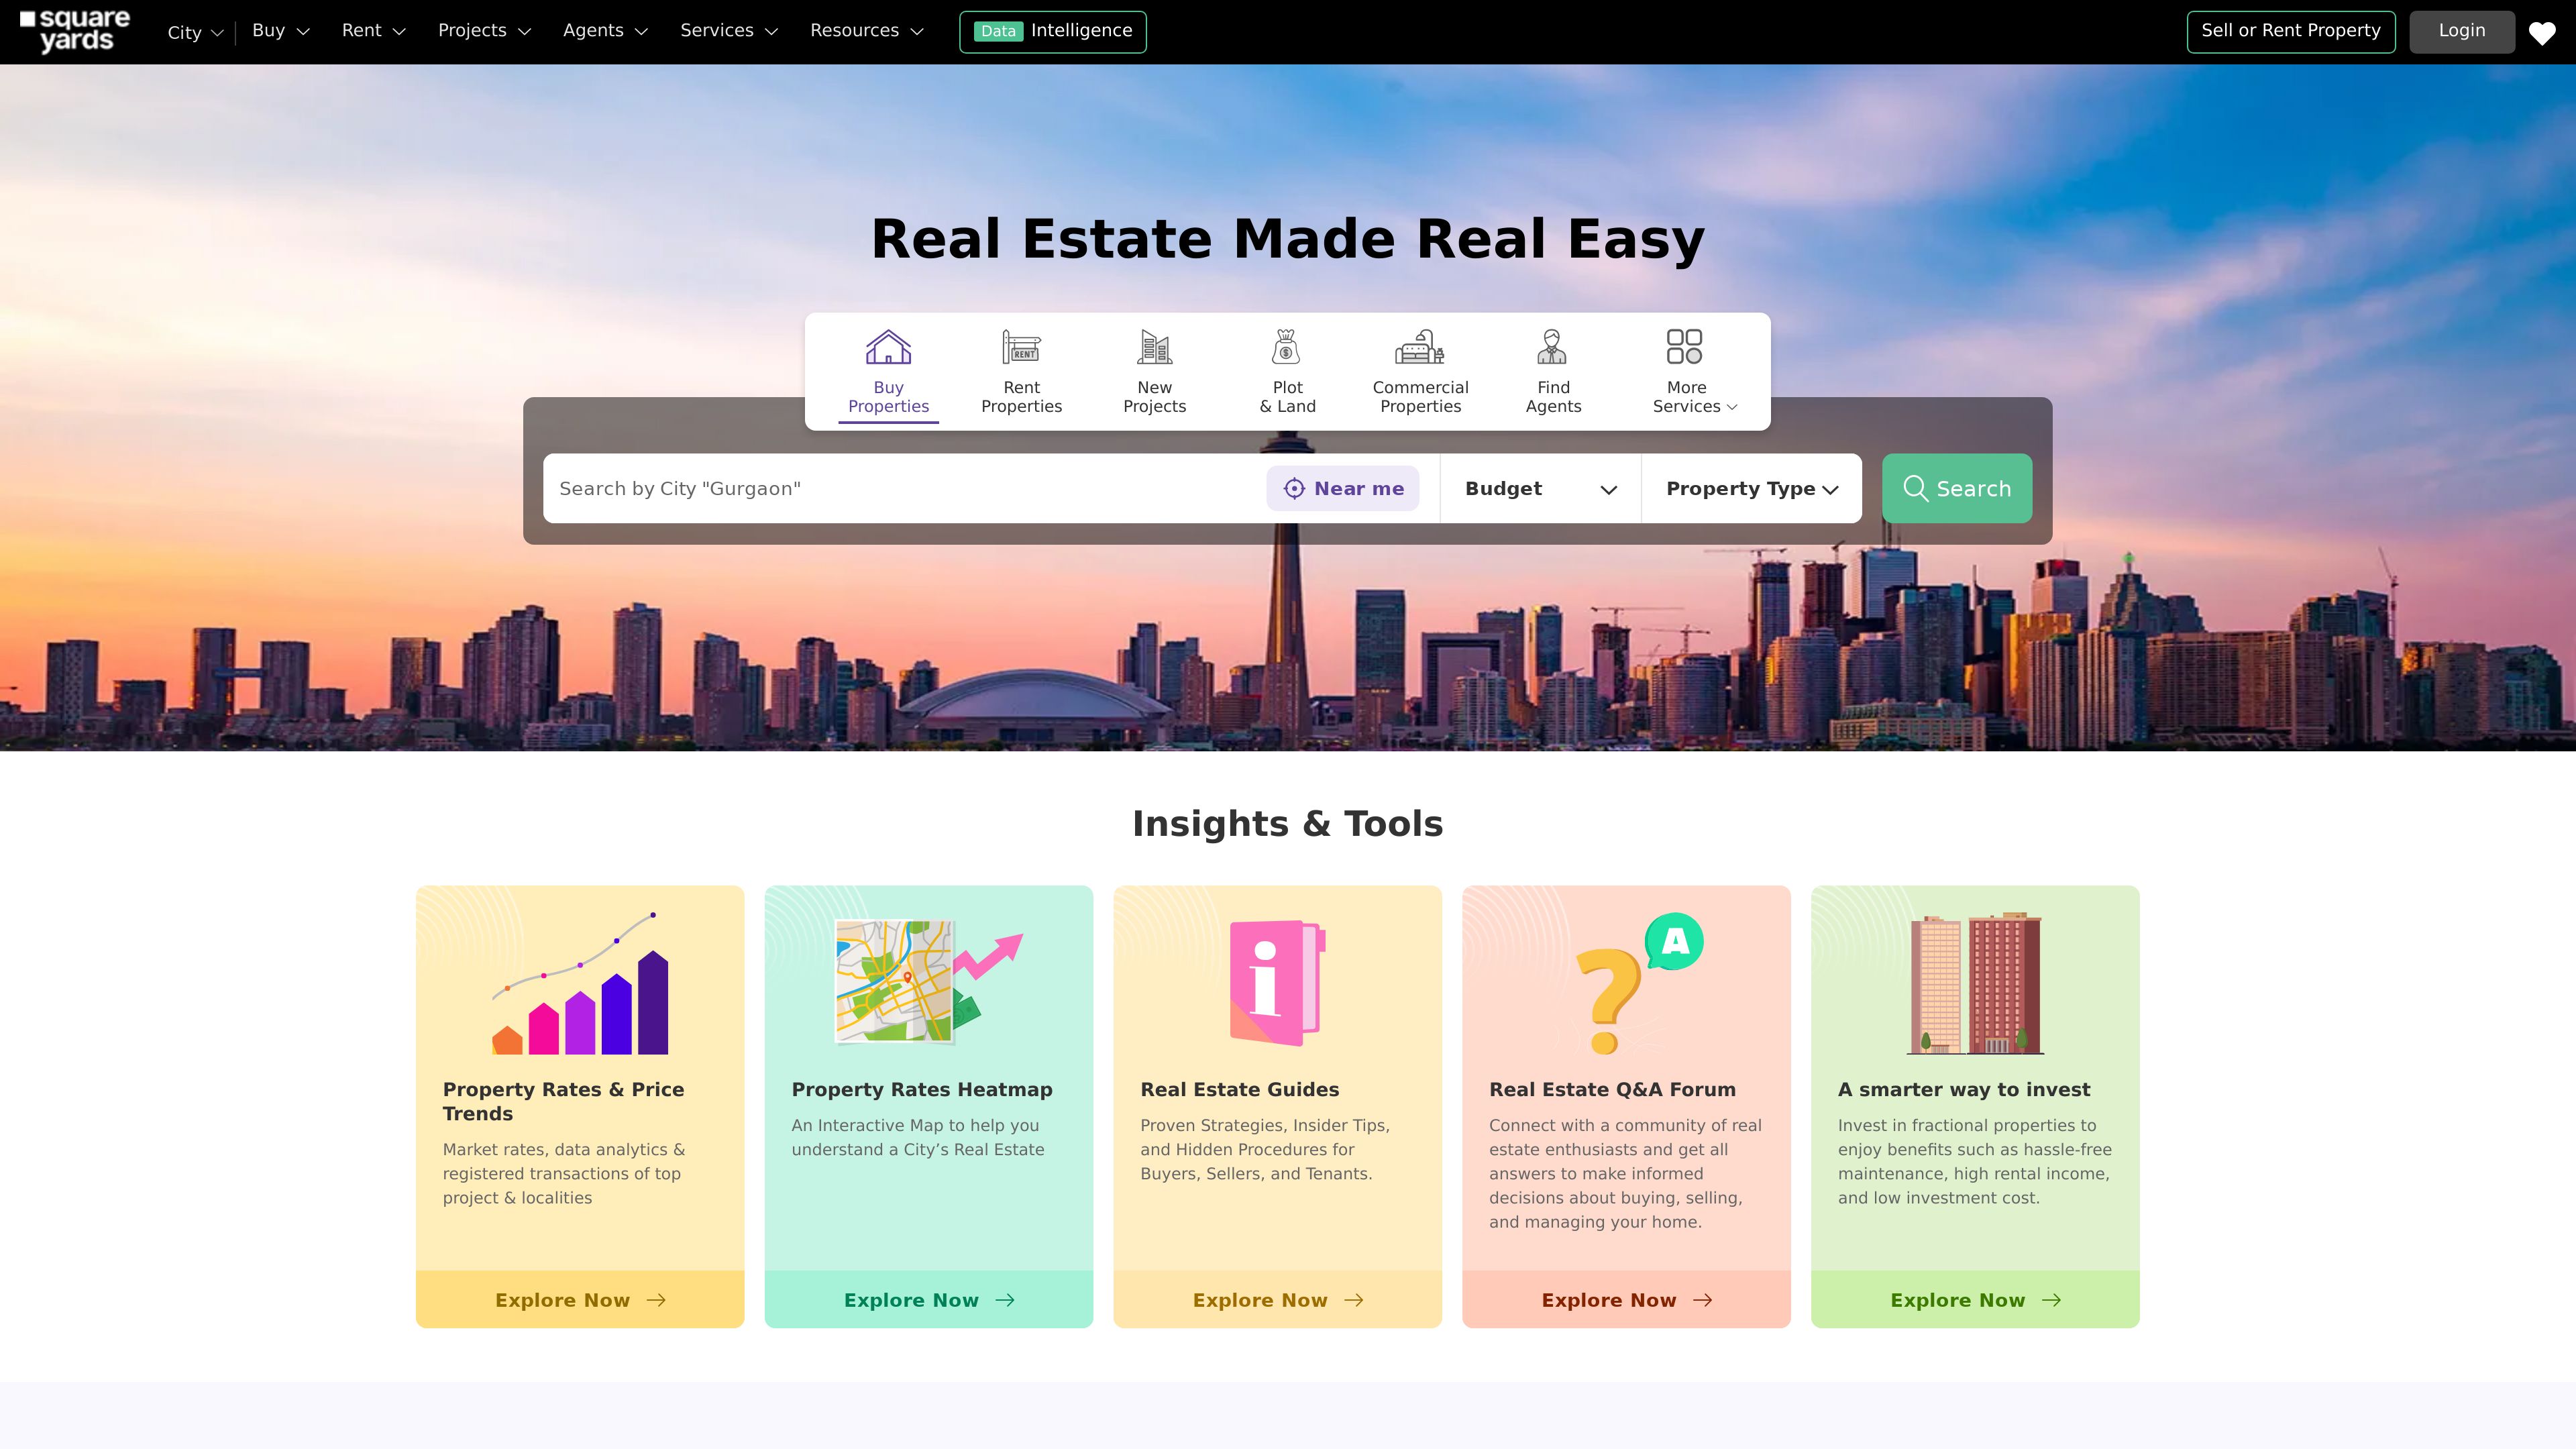 square
yards
City
Buy
Rent
Projects
Agents
Services
Resources
Data Intelligence
Sell or Rent Property
Login
Real Estate Made Real Easy
Buy
Properties
RENT
Rent
Properties
New
Projects
$
Plot
& Land
Commercial
Properties
Find
Agents
More
Services
Search by City "Gurgaon"
Near me
Budget
Property Type
Search
Insights & Tools
Property Rates & Price
Trends
Market rates, data analytics &
registered transactions of top
project & localities
Explore Now
Property Rates Heatmap
An Interactive Map to help you
understand a City’s Real Estate
Explore Now
i
Real Estate Guides
Proven Strategies, Insider Tips,
and Hidden Procedures for
Buyers, Sellers, and Tenants.
Explore Now
? A
Real Estate Q&A Forum
Connect with a community of real
estate enthusiasts and get all
answers to make informed
decisions about buying, selling,
and managing your home.
Explore Now
A smarter way to invest
Invest in fractional properties to
enjoy benefits such as hassle-free
maintenance, high rental income,
and low investment cost.
Explore Now